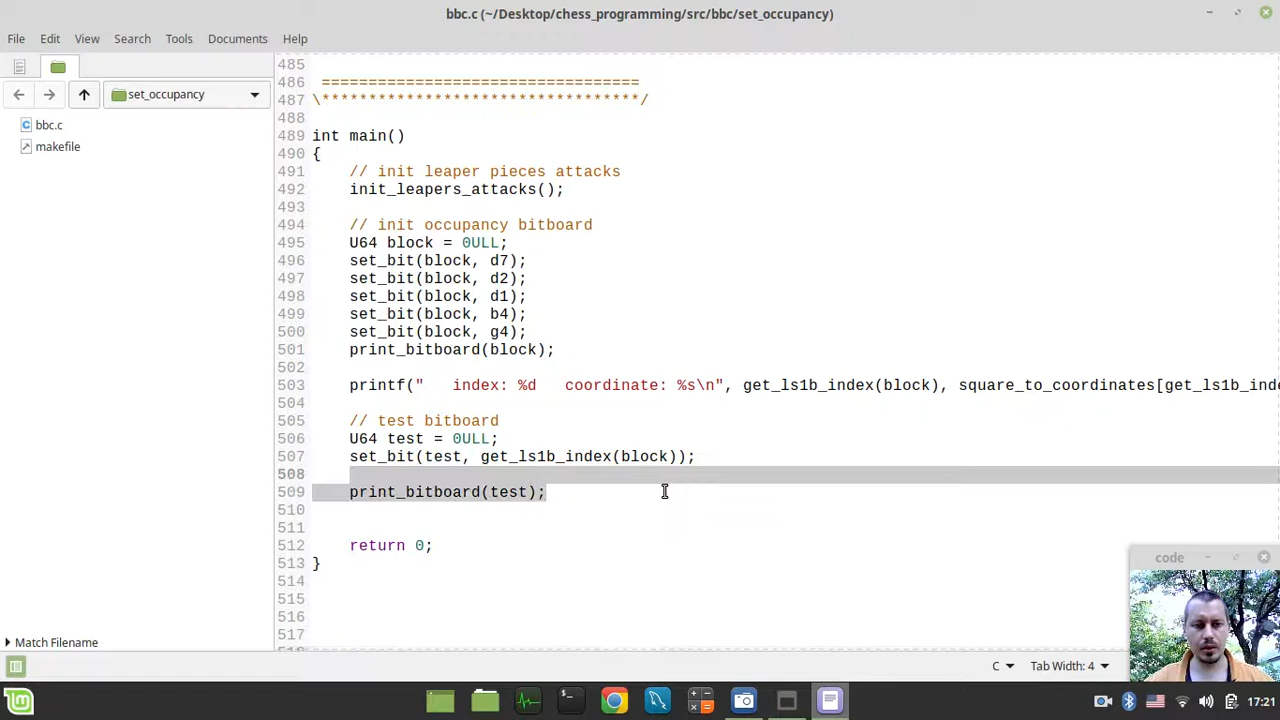 bbc.c (~/Desktop/chess_programming/src/bbc/set_occupancy)
File Edit View Search Tools Documents Help
set_occupancy
bbc.c
makefile
485
486 ==================================
487 \**********************************/
488
489 int main()
490 {
491 // init leaper pieces attacks
492 init_leapers_attacks();
493
494 // init occupancy bitboard
495 U64 block = 0ULL;
496 set_bit(block, d7);
497 set_bit(block, d2);
498 set_bit(block, d1);
499 set_bit(block, b4);
500 set_bit(block, g4);
501 print_bitboard(block);
502
503 printf("   index: %d   coordinate: %s\n", get_ls1b_index(block), square_to_coordinates[get_ls1b_inde
504
505 // test bitboard
506 U64 test = 0ULL;
507 set_bit(test, get_ls1b_index(block));
508
509 print_bitboard(test);
510
511
512 return 0;
513 }
514
515
516
517
Match Filename
code
C Tab Width: 4
17:21